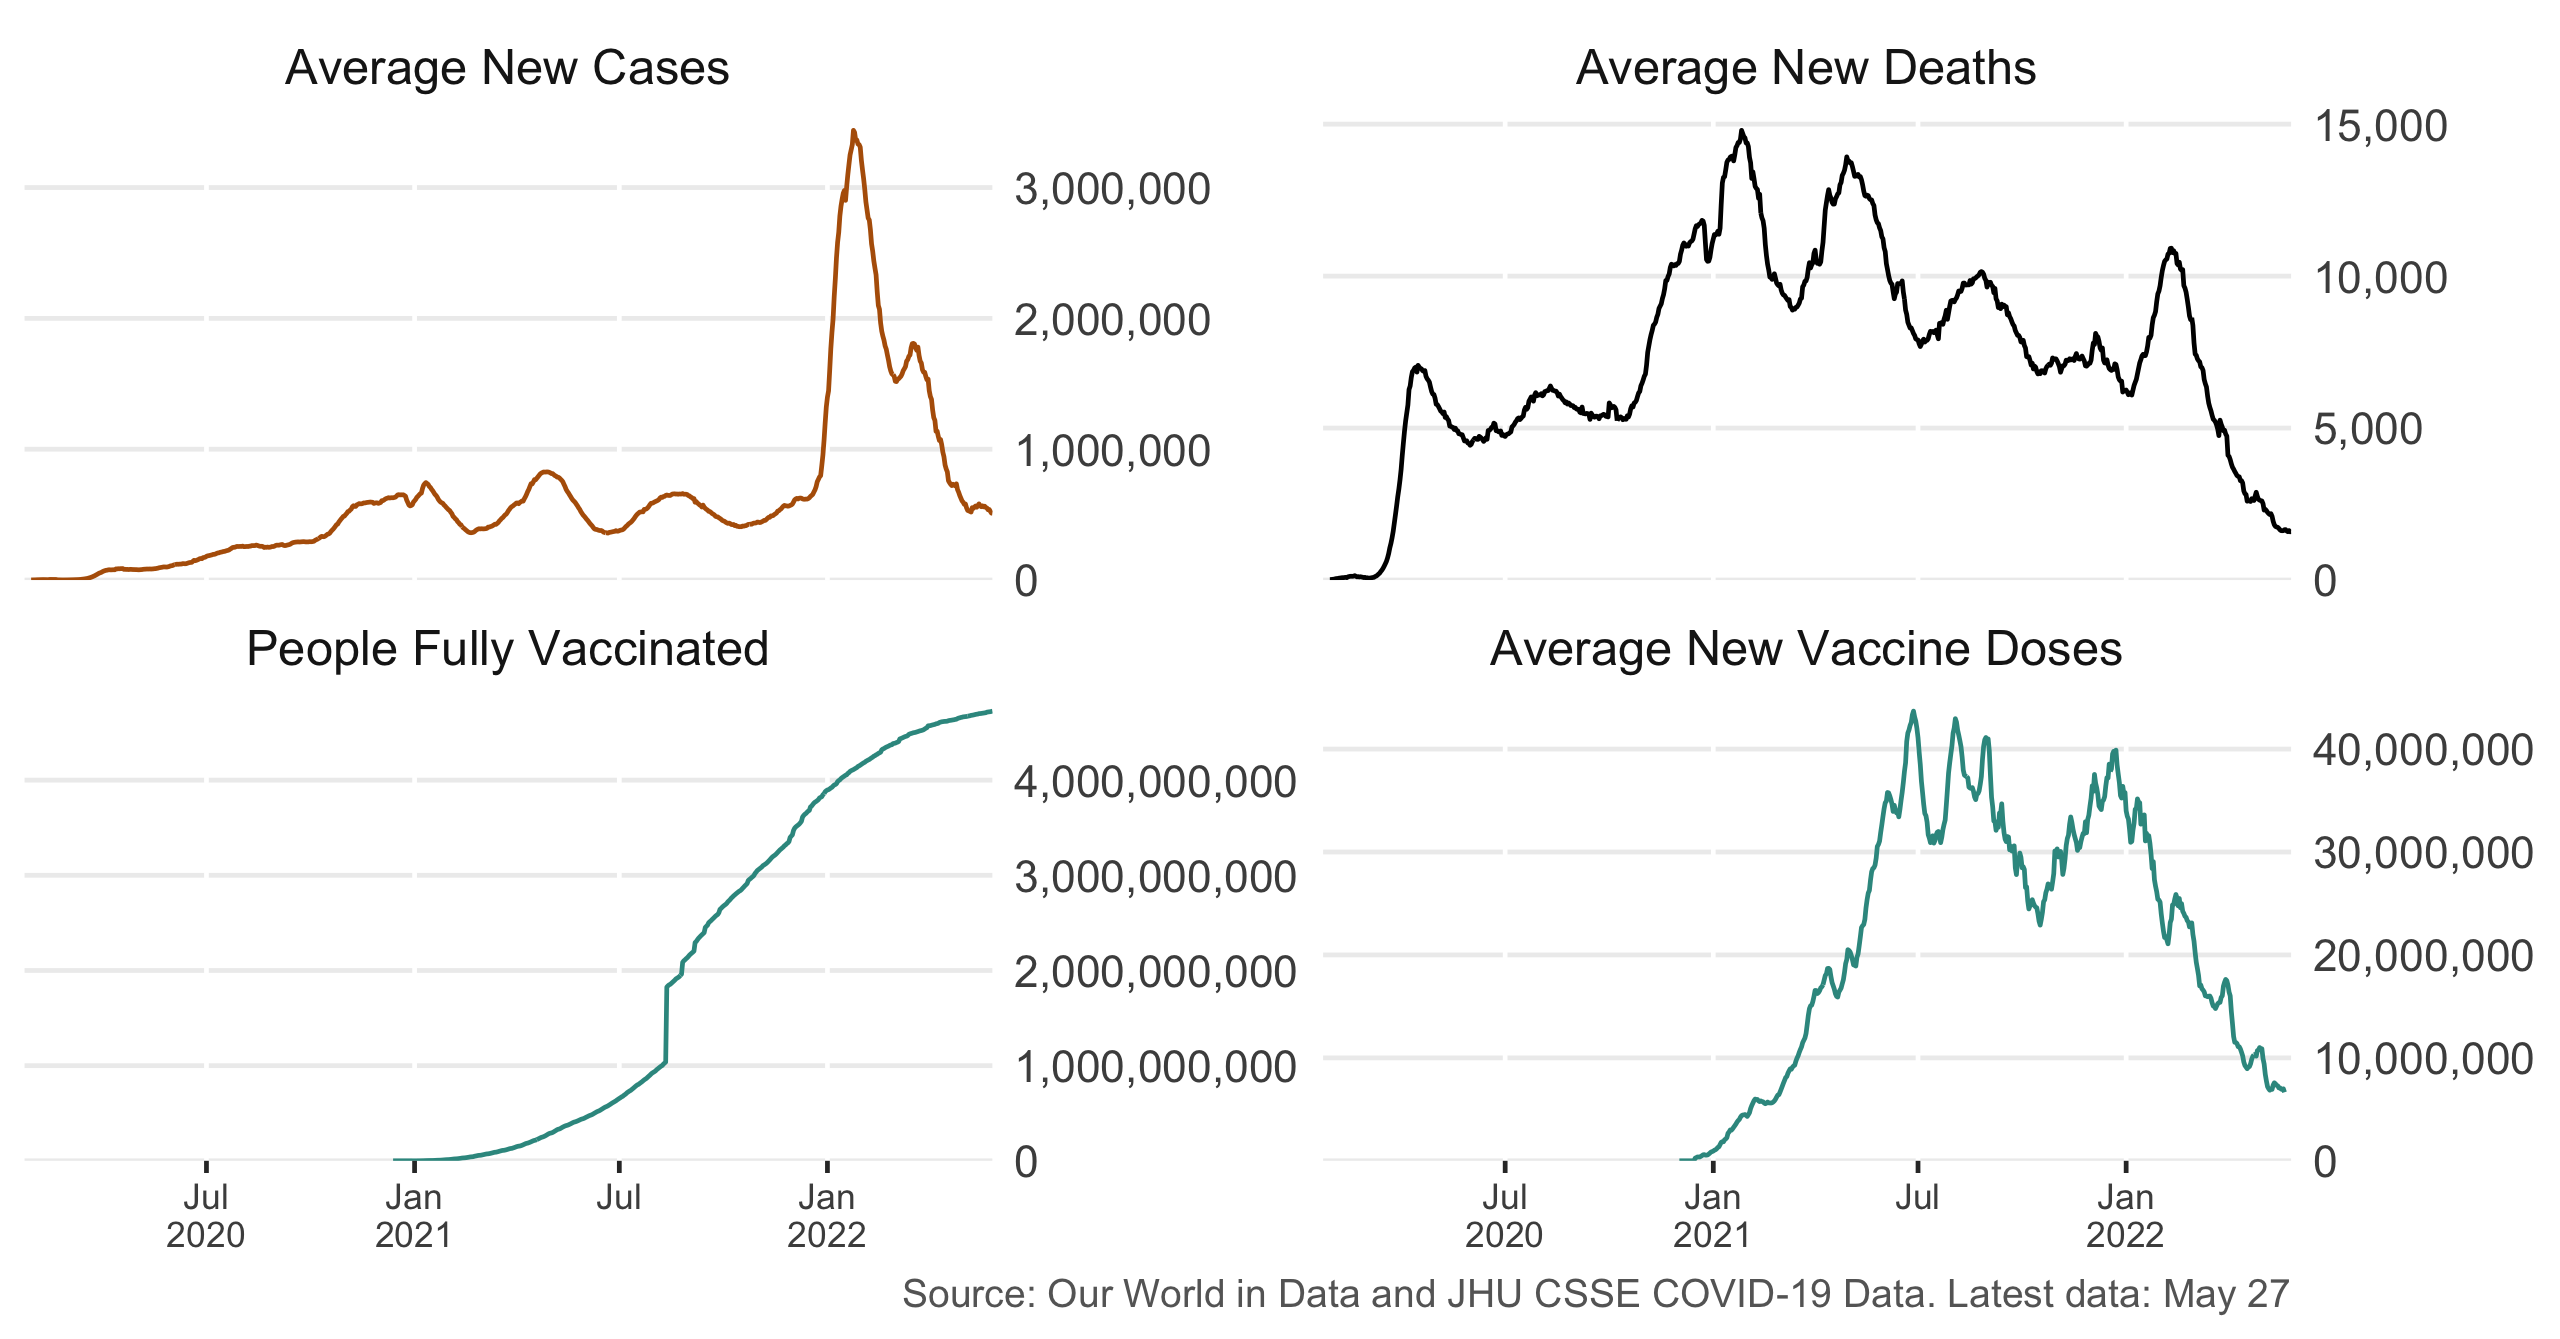 Average New Cases
3,000,000
2,000,000
1,000,000
0
Average New Deaths
15,000
10,000
5,000
0
People Fully Vaccinated
4,000,000,000
3,000,000,000
2,000,000,000
1,000,000,000
0
Jul
2020
Jan
2021
Jul
Jan
2022
Average New Vaccine Doses
40,000,000
30,000,000
20,000,000
10,000,000
0
Jul
2020
Jan
2021
Jul
Jan
2022
Source: Our World in Data and JHU CSSE COVID-19 Data. Latest data: May 27